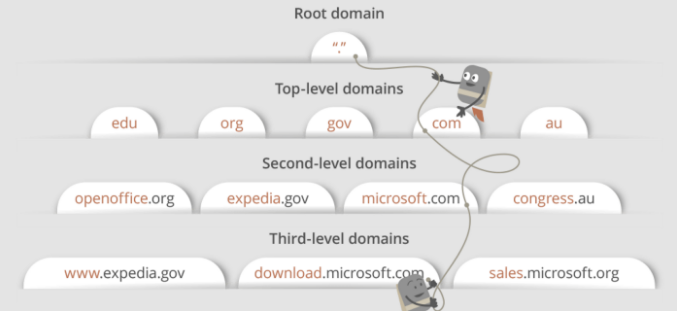 Root domain
“.”
Top-level domains
edu org gov com au
Second-level domains
openoffice.org expedia.gov microsoft.com congress.au
Third-level domains
www.expedia.gov download.microsoft.com sales.microsoft.org